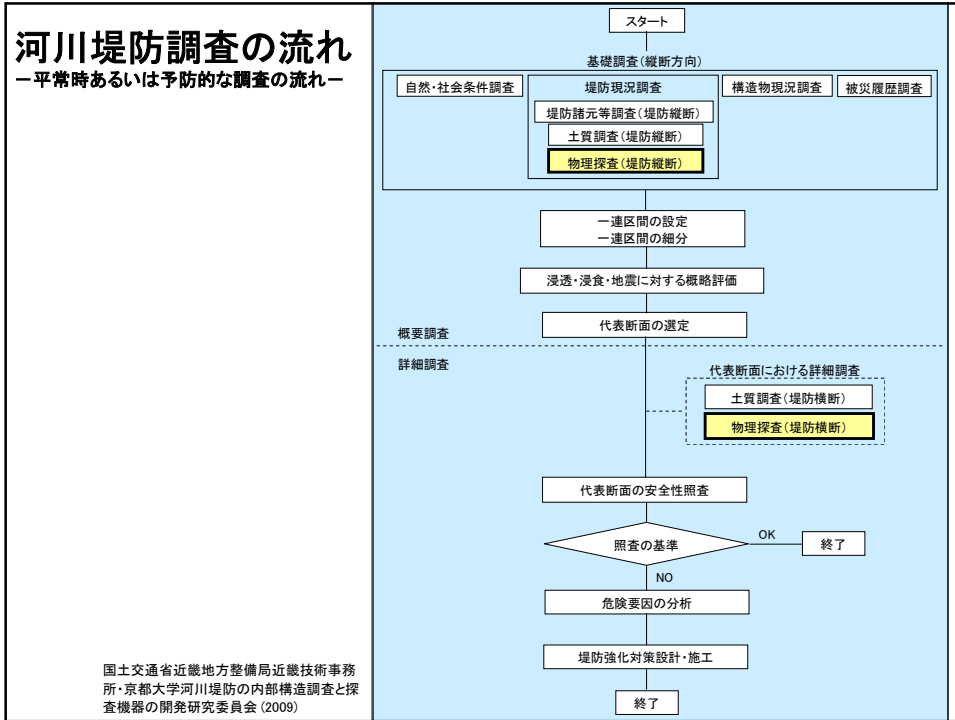 河川堤防調査の流れ
－平常時あるいは予防的な調査の流れ－
スタート
基礎調査(縦断方向)
自然・社会条件調査
堤防現況調査
構造物現況調査
被災履歴調査
堤防諸元等調査(堤防縦断)
土質調査(堤防縦断)
物理探査(堤防縦断)
一連区間の設定
一連区間の細分
浸透・浸食・地震に対する概略評価
代表断面の選定
概要調査
詳細調査
代表断面における詳細調査
土質調査(堤防横断)
物理探査(堤防横断)
代表断面の安全性照査
照査の基準
OK
終了
NO
危険要因の分析
堤防強化対策設計・施工
終了
国土交通省近畿地方整備局近畿技術事務
所・京都大学河川堤防の内部構造調査と探
査機器の開発研究委員会(2009)